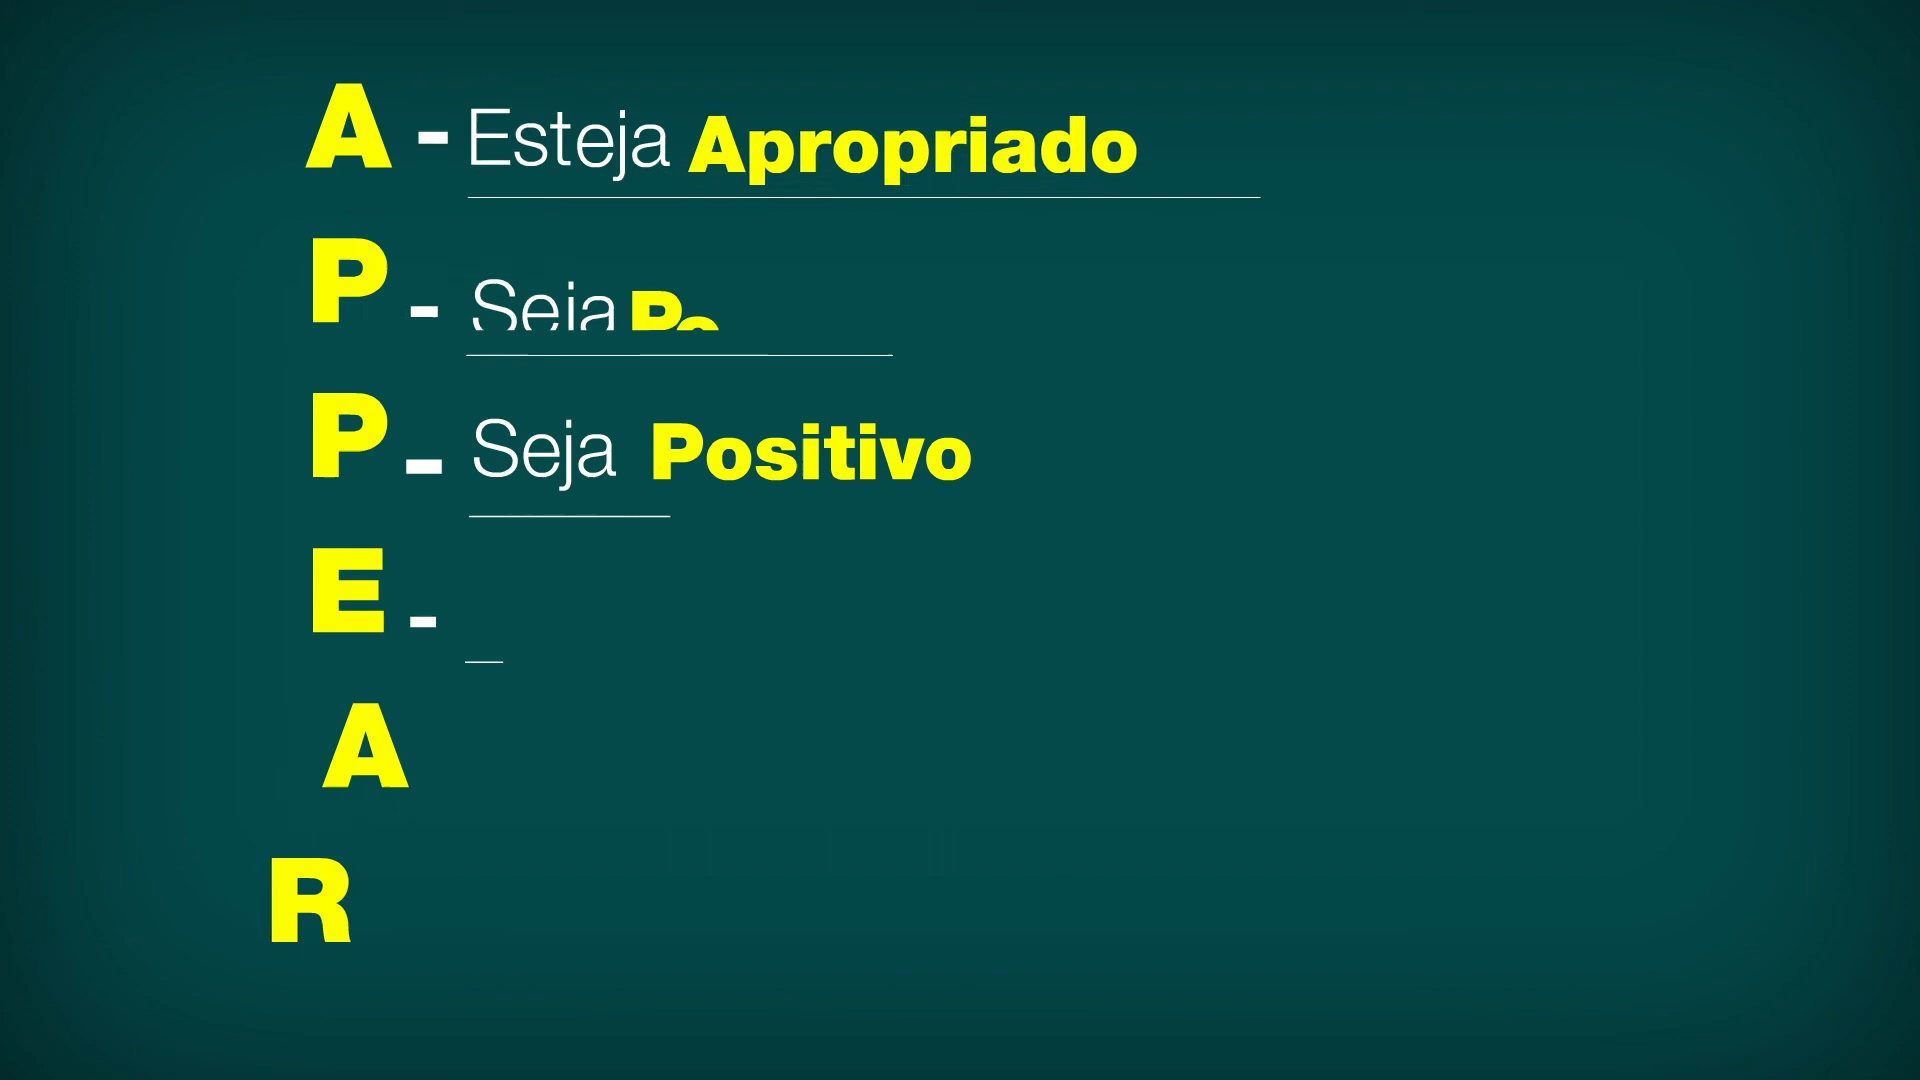 A - Esteja Apropriado
P - Seja
P - Seja Positivo
E -
A
R